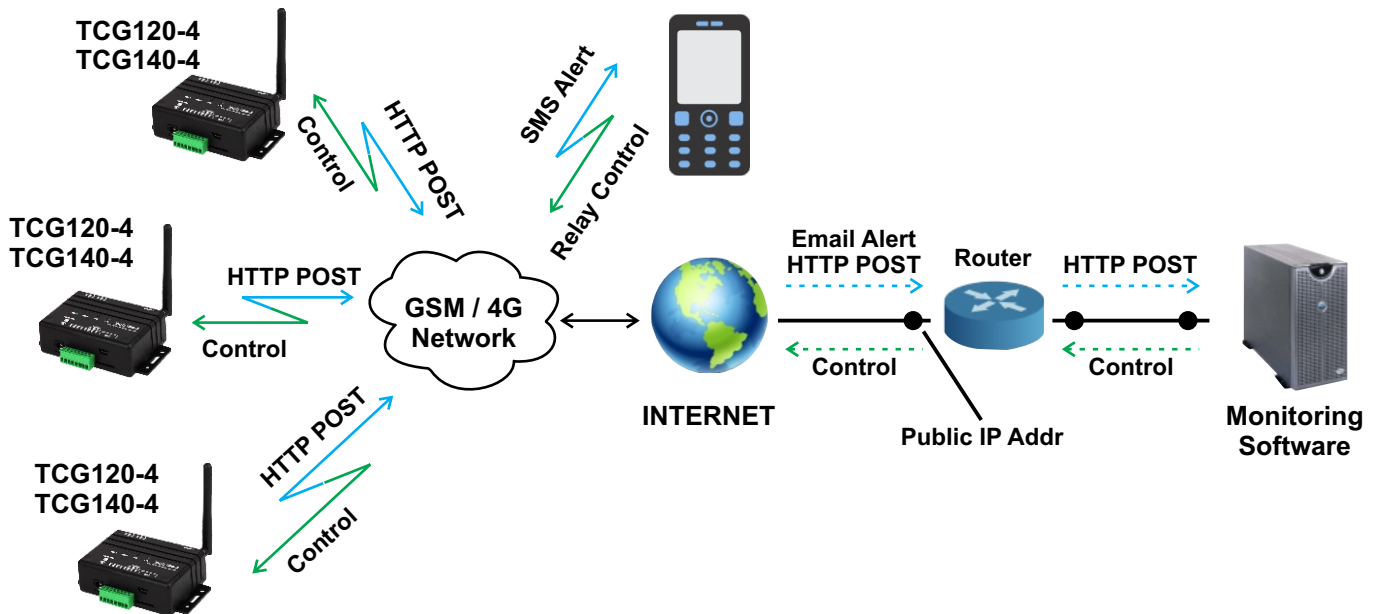 TCG120-4
TCG140-4
Control
HTTP POST
SMS Alert
Relay Control
TCG120-4
TCG140-4
HTTP POST
Control
GSM / 4G
Network
INTERNET
Email Alert
HTTP POST
Control
Public IP Addr
Router
HTTP POST
Control
Monitoring
Software
TCG120-4
TCG140-4
HTTP POST
Control